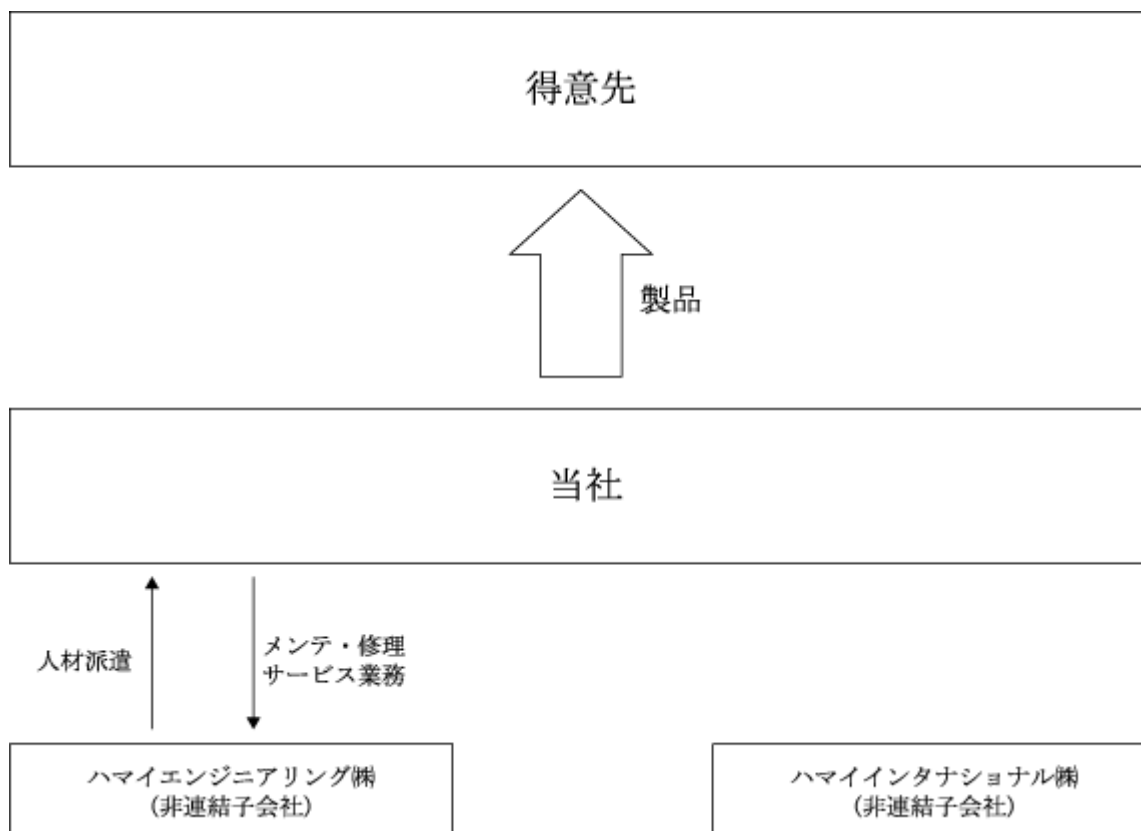 得意先
製品
当社
人材派遣
メンテ・修理
サービス業務
ハマイエンジニアリング㈱
(非連結子会社)
ハマイインタナショナル㈱
(非連結子会社)